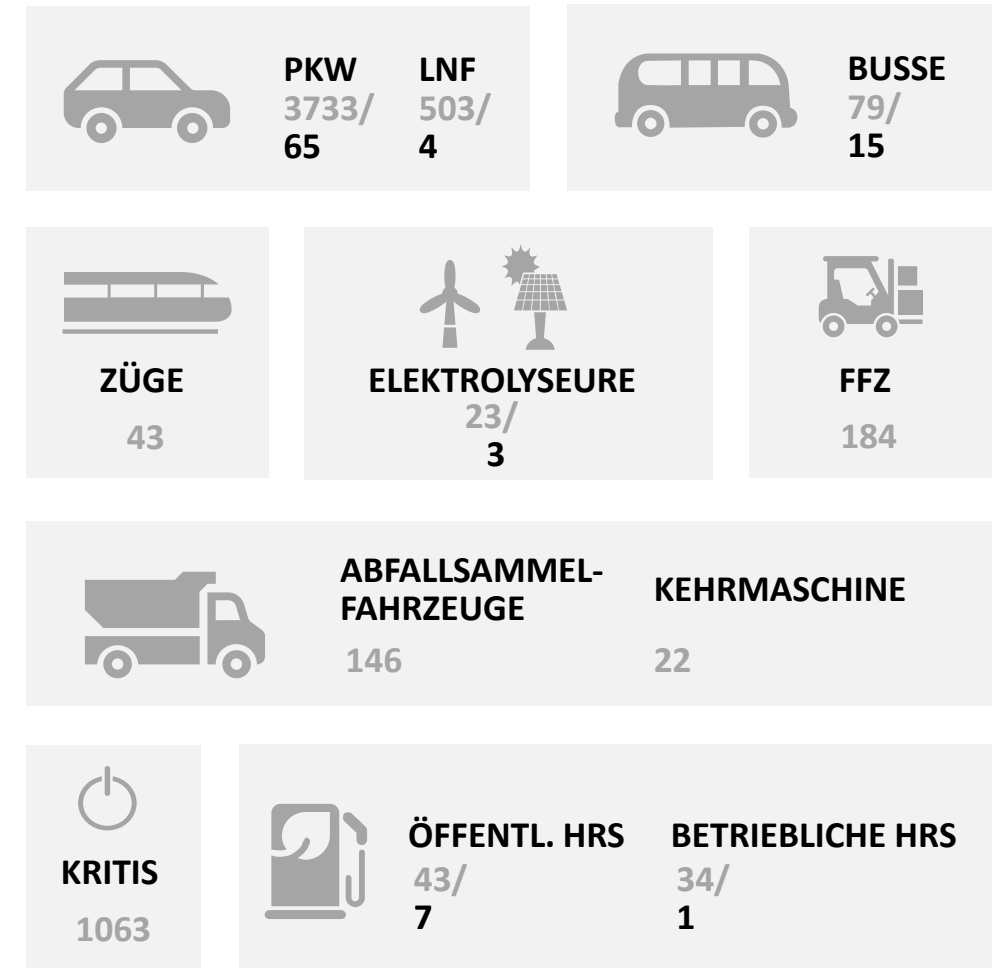 PKW
3733/
65
LNF
503/
4
BUSSE
79/
15
ZÜGE
43
ELEKTROLYSEURE
23/
3
FFZ
184
ABFALLSAMMEL-
FAHRZEUGE
146
KEHRMASCHINE
22
KRITIS
1063
ÖFFENTL. HRS
43/
7
BETRIEBLICHE HRS
34/
1